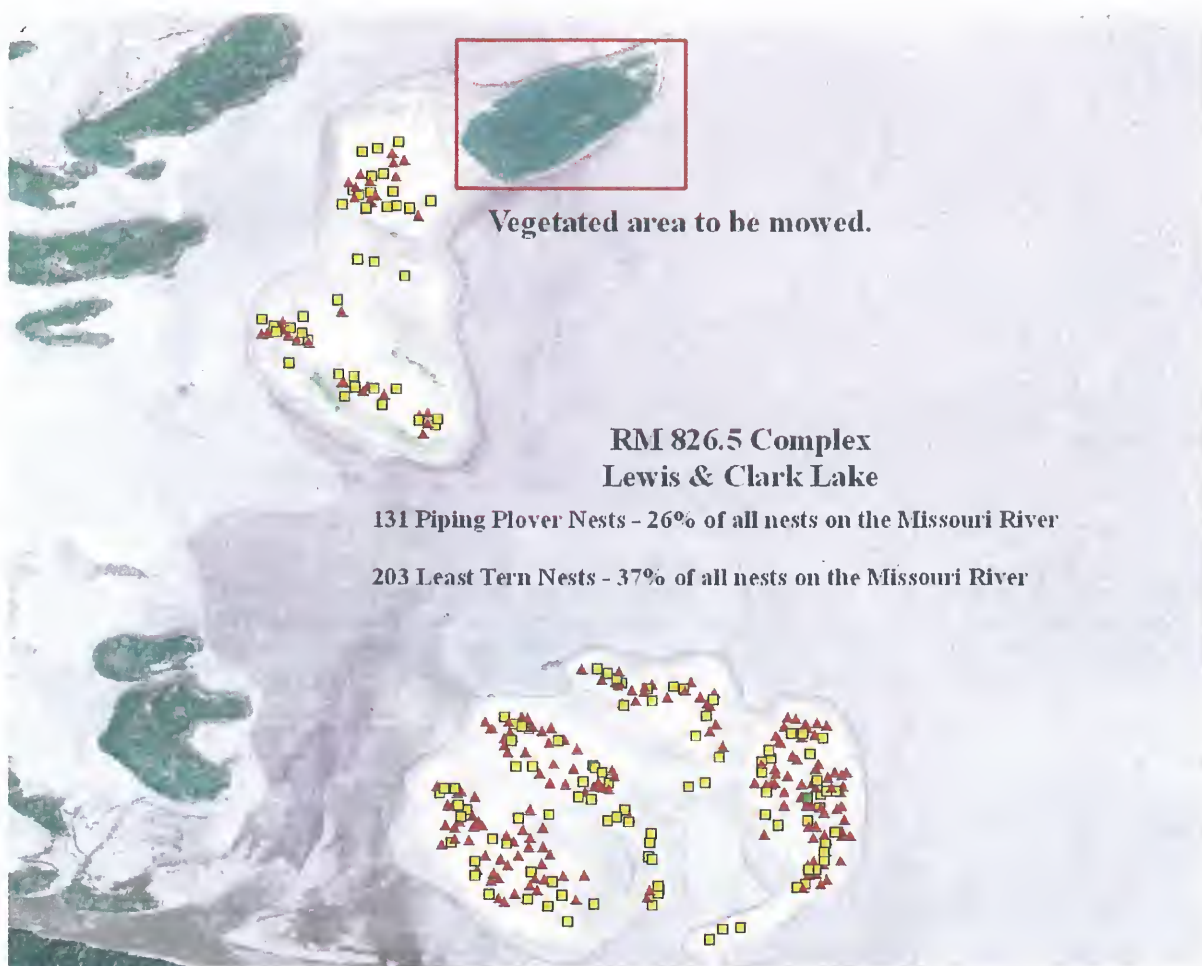 Vegetated area to be mowed.
RM 826.5 Complex
Lewis & Clark Lake
131 Piping Plover Nests - 26% of all nests on the Missouri River
203 Least Tern Nests - 37% of all nests on the Missouri River